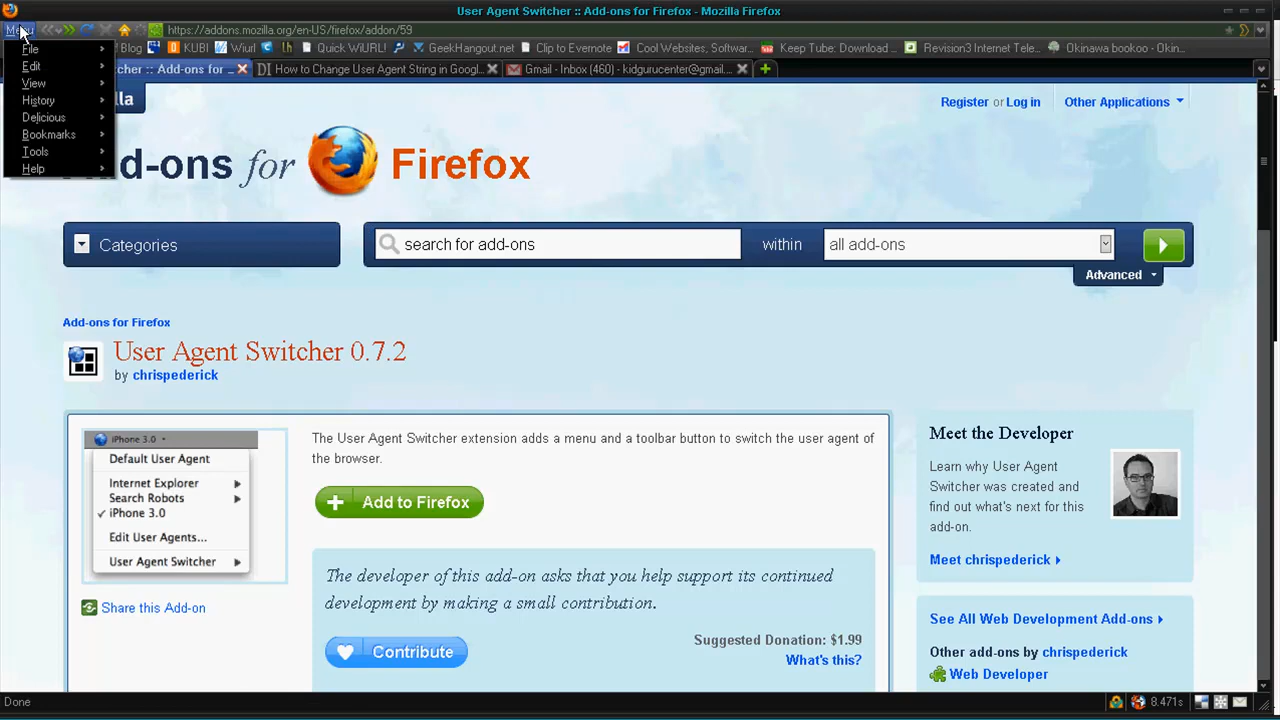 User Agent Switcher :: Add-ons for Firefox - Mozilla Firefox
https://addons.mozilla.org/en-US/firefox/addon/59
Blog KUBI Wiurl Quick WiURL! GeekHangout.net Clip to Evernote Cool Websites, Softwar... Keep Tube: Download ... Revision3 Internet Tele... Okinawa bookoo - Okin...
tcher :: Add-ons for ... How to Change User Agent String in Googl... Gmail - Inbox (460) - kidgurucenter@gmail....
File
Edit
View
History
Delicious
Bookmarks
Tools
Help
lla
Register or Log in Other Applications
d-ons for Firefox
Categories
search for add-ons within all add-ons
Advanced
Add-ons for Firefox
User Agent Switcher 0.7.2
by chrispederick
iPhone 3.0
Default User Agent
Internet Explorer
Search Robots
iPhone 3.0
Edit User Agents...
User Agent Switcher
Share this Add-on
The User Agent Switcher extension adds a menu and a toolbar button to switch the user agent of
the browser.
Add to Firefox
The developer of this add-on asks that you help support its continued
development by making a small contribution.
Contribute
Suggested Donation: $1.99
What's this?
Meet the Developer
Learn why User Agent
Switcher was created and
find out what's next for this
add-on.
Meet chrispederick
See All Web Development Add-ons
Other add-ons by chrispederick
Web Developer
Done
8.471s